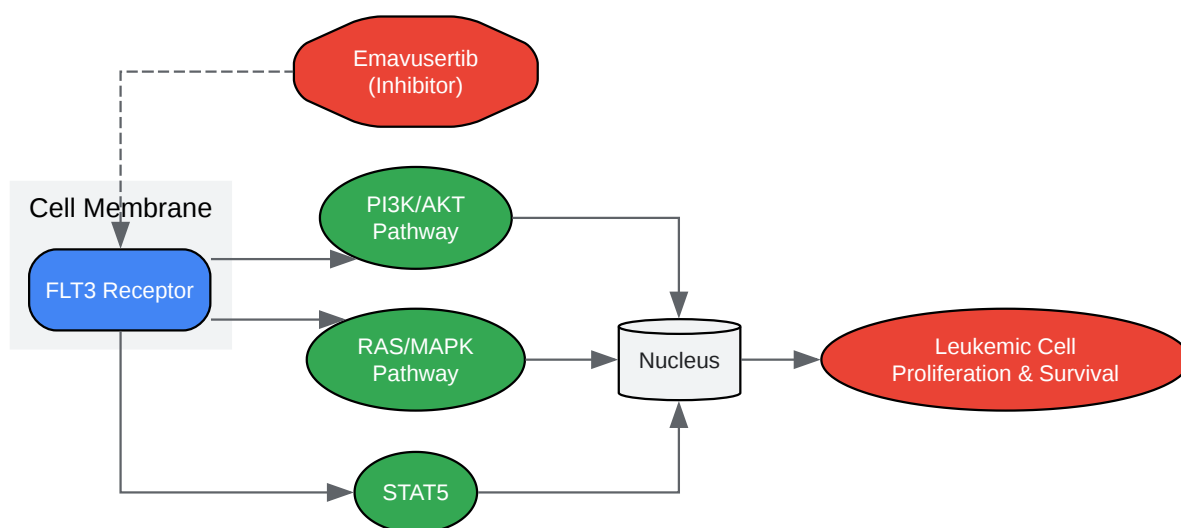 Emavusertib
(Inhibitor)
Cell Membrane
FLT3 Receptor
PI3K/AKT
Pathway
RAS/MAPK
Pathway
STAT5
Nucleus
Leukemic Cell
Proliferation & Survival